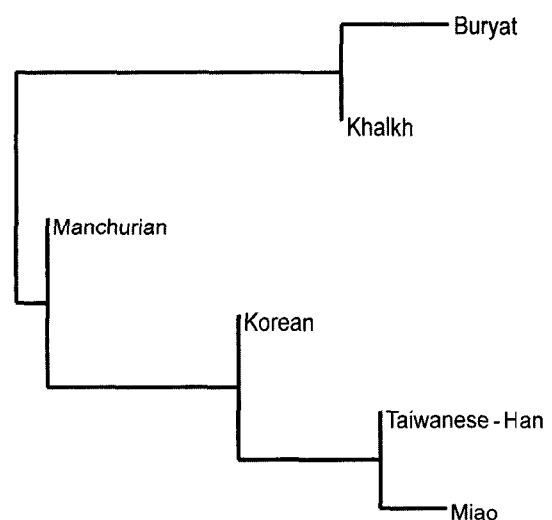 Buryat
Khalkh
Manchurian
Korean
Taiwanese-Han
Miao